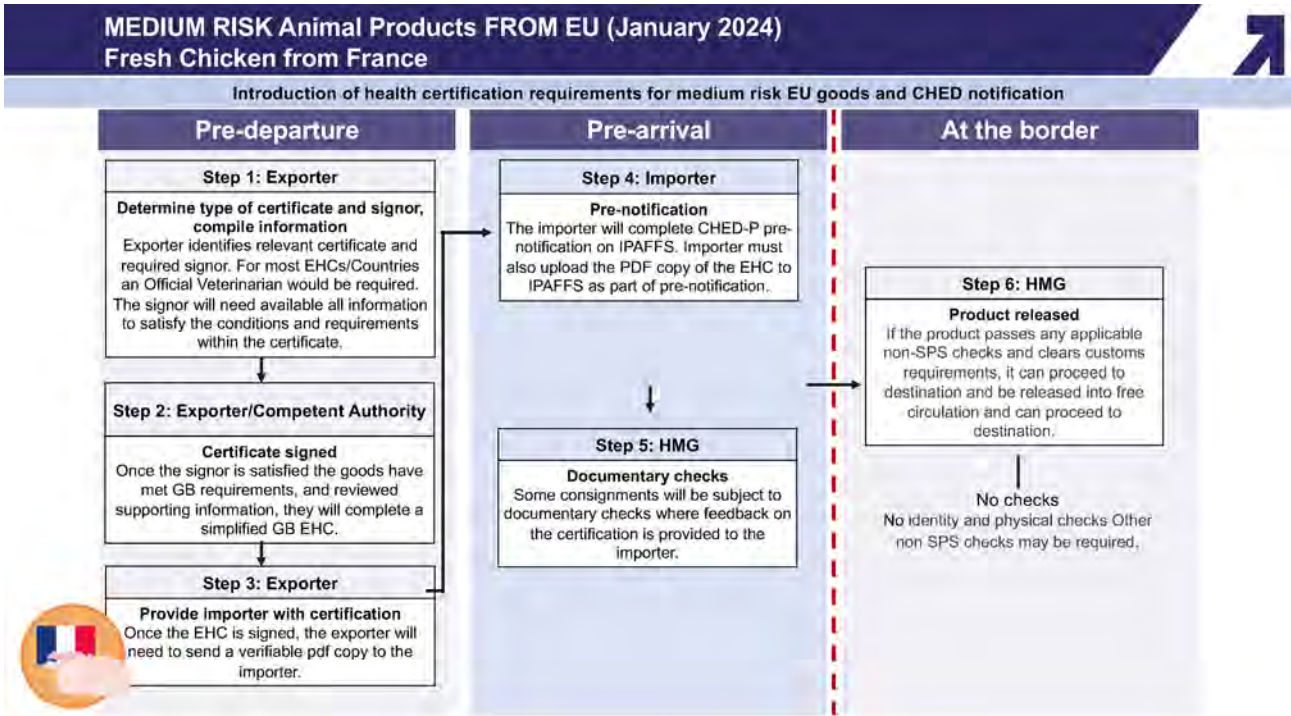 MEDIUM RISK Animal Products FROM EU (January 2024)
Fresh Chicken from France
Introduction of health certification requirements for medium risk EU goods and CHED notification
Pre-departure
Step 1: Exporter
Determine type of certificate and signor,
compile information
Exporter identifies relevant certificate and
required signor. For most EHCs/Countries
an Official Veterinarian would be required.
The signor will need available all information
to satisfy the conditions and requirements
within the certificate.
Step 2: Exporter/Competent Authority
Certificate signed
Once the signor is satisfied the goods have
met GB requirements, and reviewed
supporting information, they will complete a
simplified GB EHC.
Step 3: Exporter
Provide importer with certification
Once the EHC is signed, the exporter will
need to send a verifiable pdf copy to the
importer.
Pre-arrival
Step 4: Importer
Pre-notification
The importer will complete CHED-P pre-
notification on IPAFFS. Importer must
also upload the PDF copy of the EHC to
IPAFFS as part of pre-notification.
Step 5: HMG
Documentary checks
Some consignments will be subject to
documentary checks where feedback on
the certification is provided to the
importer.
At the border
Step 6: HMG
Product released
If the product passes any applicable
non-SPS checks and clears customs
requirements, it can proceed to
destination and be released into free
circulation and can proceed to
destination.
No checks
No identity and physical checks Other
non SPS checks may be required.